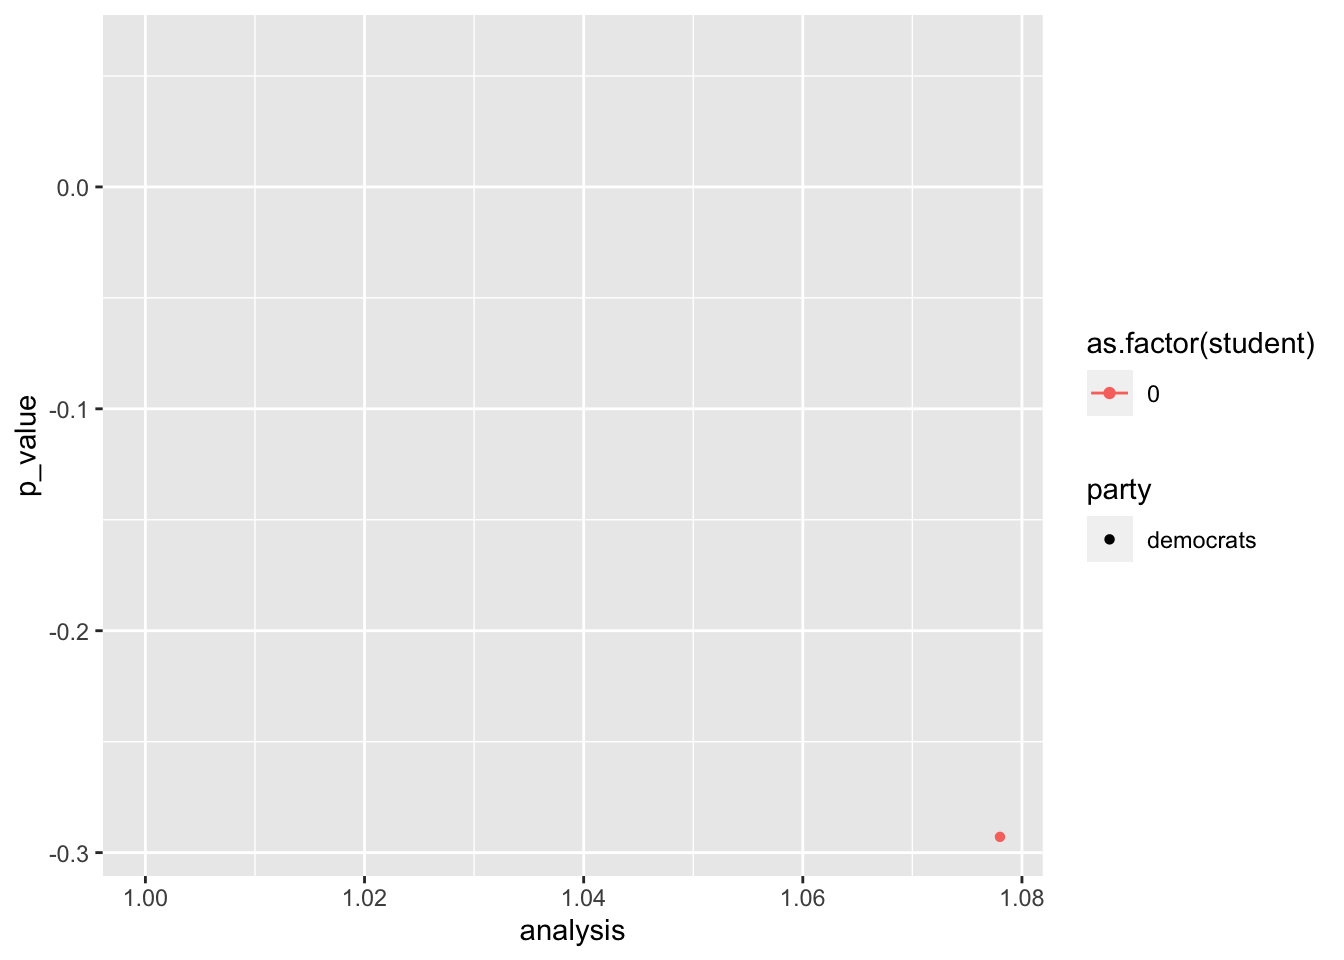 0.0
-0.1
-0.2
-0.3
p_value
1.00 1.02 1.04 1.06 1.08
analysis
as.factor(student)
0
party
democrats